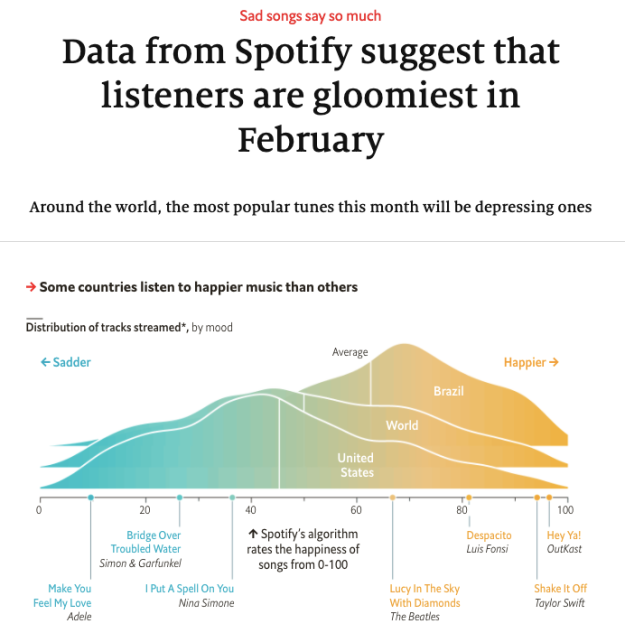 Sad songs say so much
Data from Spotify suggest that
listeners are gloomiest in
February
Around the world, the most popular tunes this month will be depressing ones
→ Some countries listen to happier music than others
Distribution of tracks streamed*, by mood
← Sadder
Average
Happier →
Brazil
World
United
States
0
20
40
60
80
100
Bridge Over
Troubled Water
Simon & Garfunkel
↑ Spotify's algorithm
rates the happiness of
songs from 0-100
Despacito
Luis Fonsi
Hey Ya!
OutKast
Make You
Feel My Love
Adele
I Put A Spell On You
Nina Simone
Lucy In The Sky
With Diamonds
The Beatles
Shake It Off
Taylor Swift